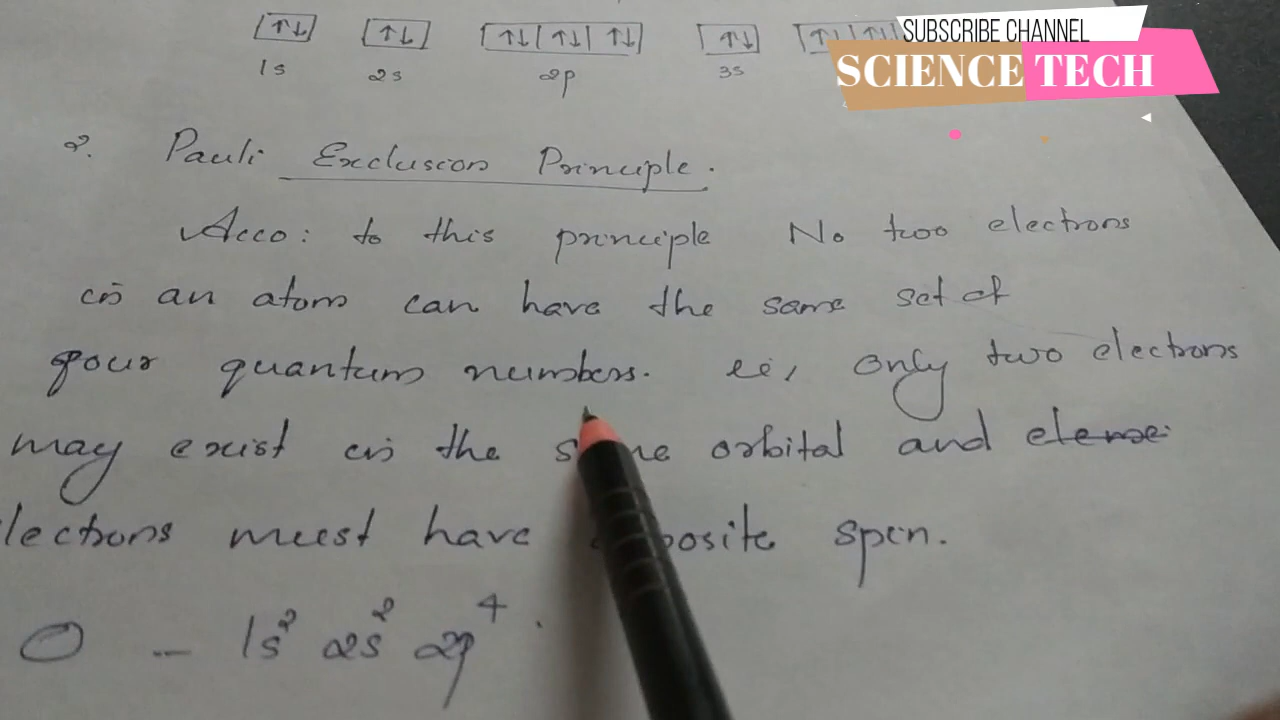 ↑↓ ↑↓ ↑↓ ↑↓ ↑↓ ↑↓ ↑↓ ↑↓
1s 2s 2p 3s
SUBSCRIBE CHANNEL
SCIENCE TECH
2. Pauli Exclusion Principle.
Acco: to this principle No two electrons
in an atom can have the same set of
four quantum numbers. ie, only two electrons
may exist in the same orbital and
lectrons must have opposite spin.
O - 1s² 2s² 2p⁴.